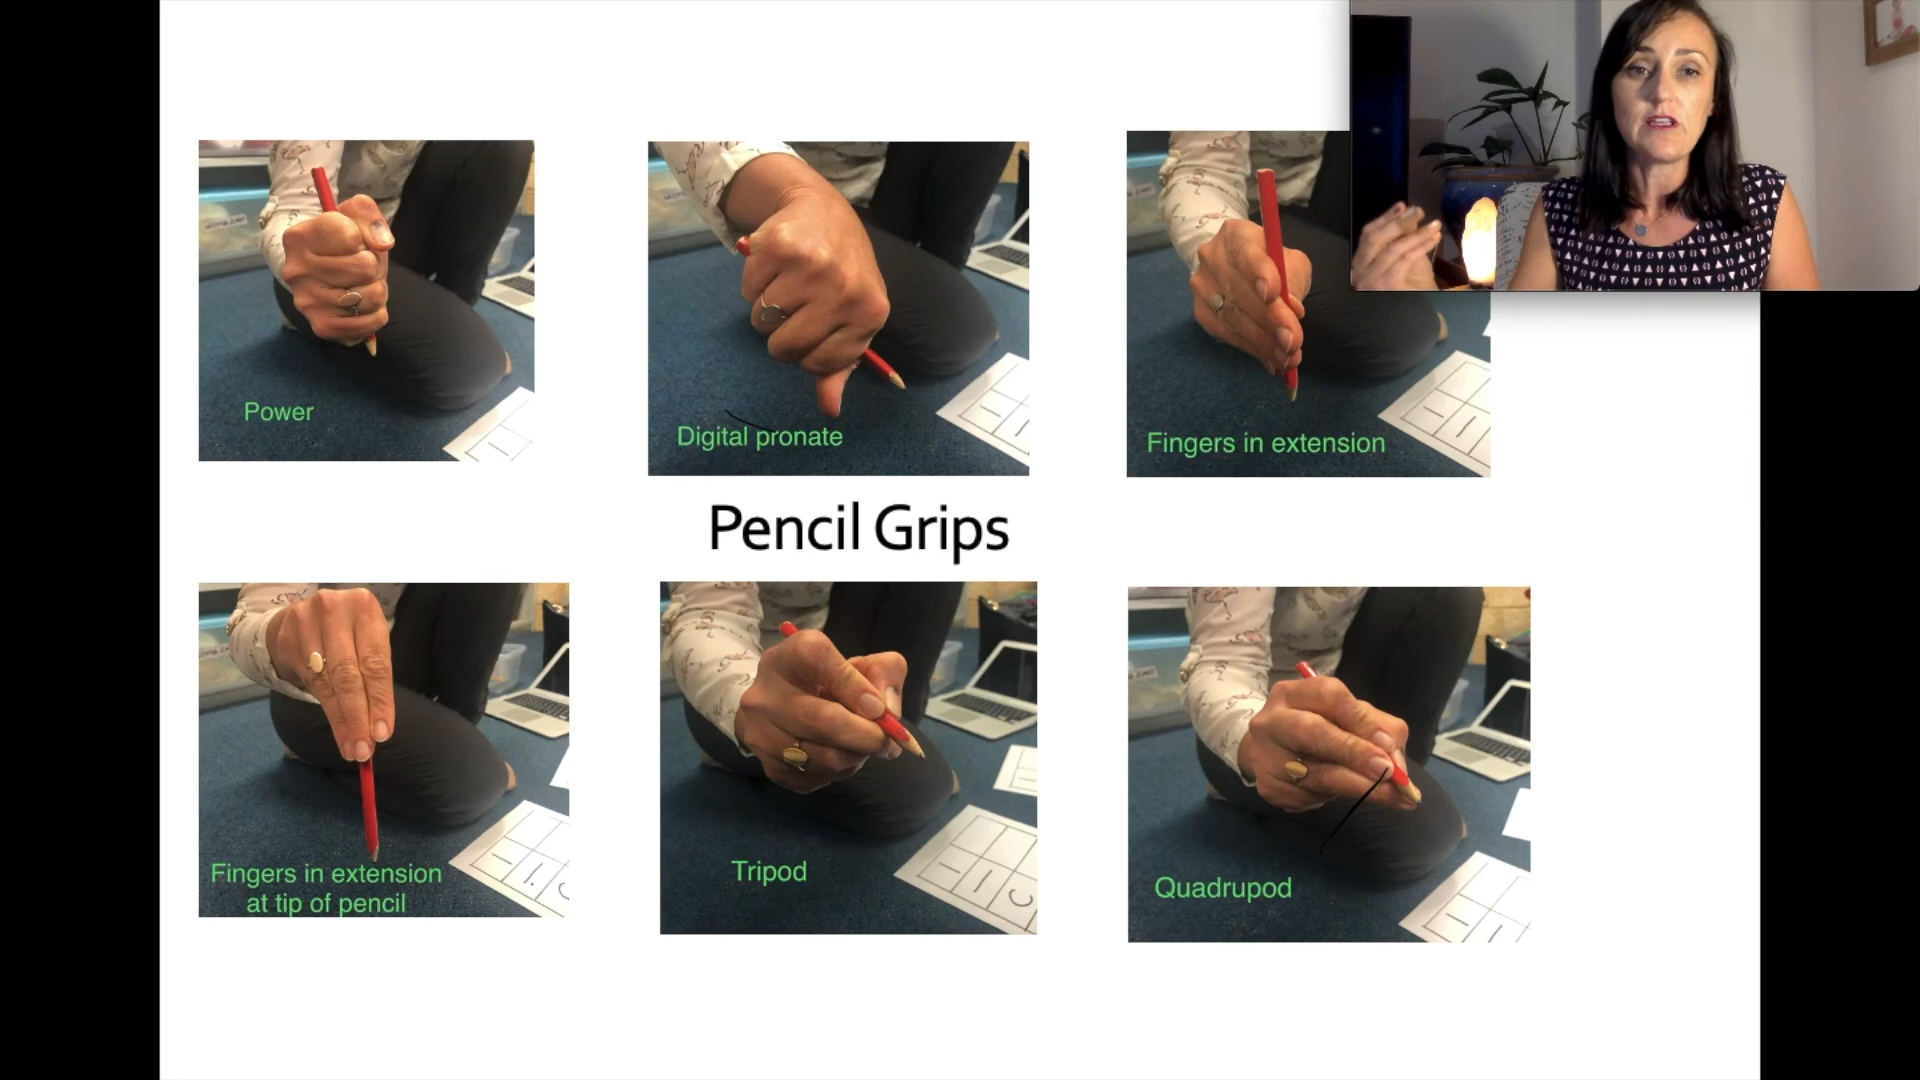 Power
Digital pronate
Fingers in extension
Pencil Grips
Fingers in extension
at tip of pencil
Tripod
Quadrupod